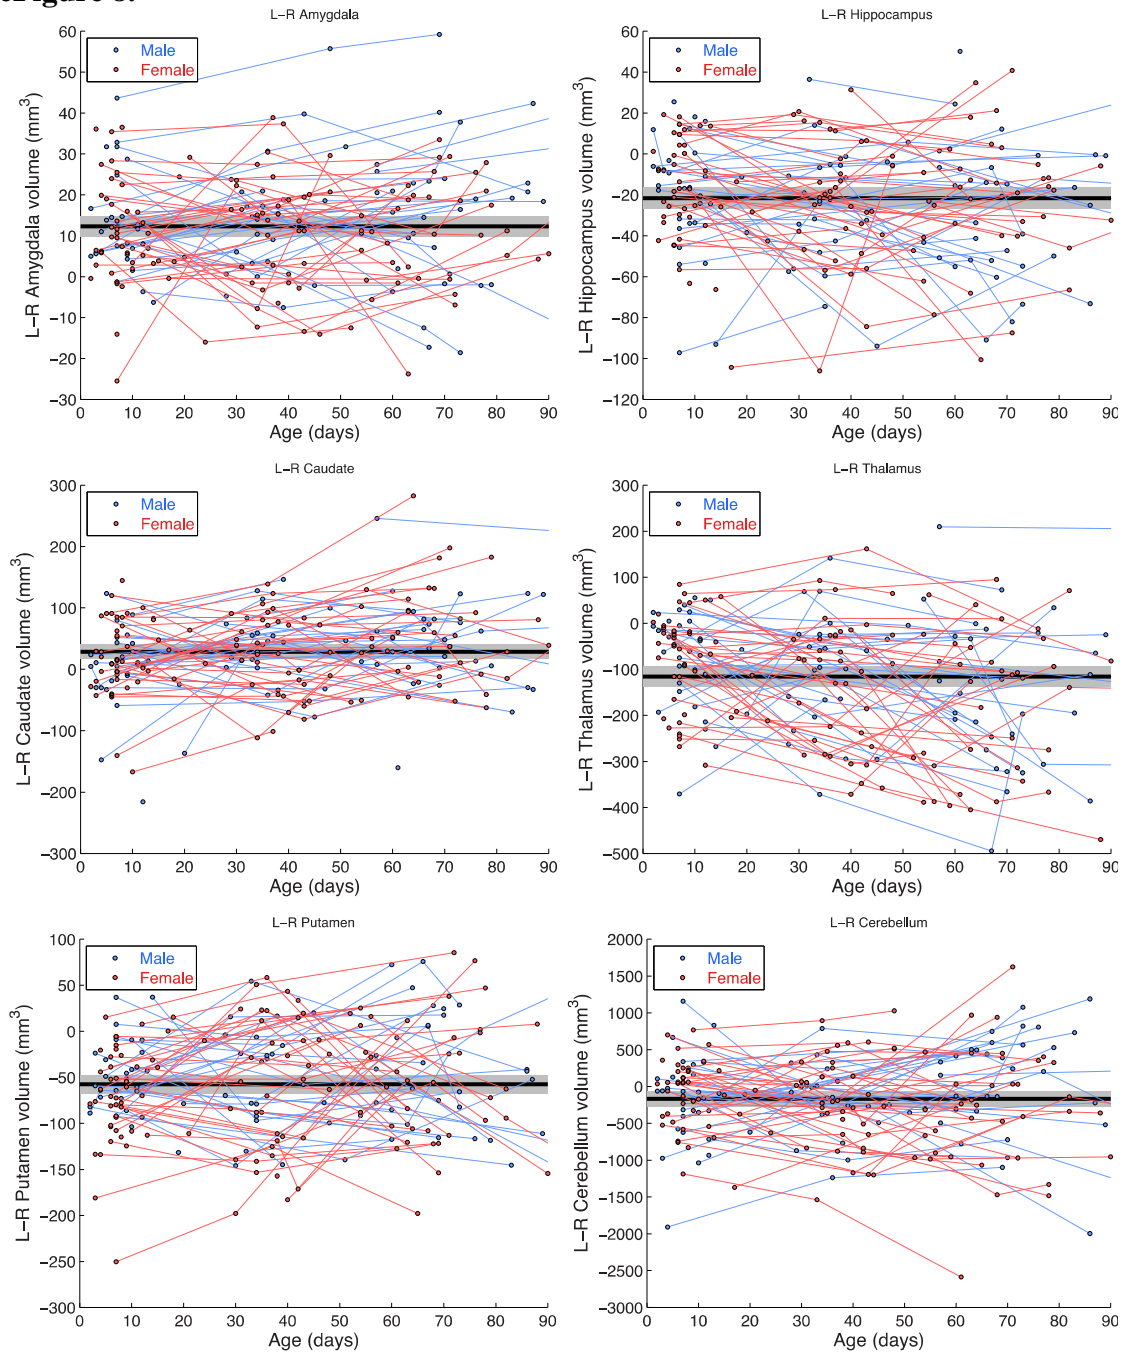 L−R Amygdala
60
50
40
30
20
10
0
−10
−20
−30
0 10 20 30 40 50 60 70 80 90
L−R Amygdala volume (mm3)
Age (days)
Male
Female
L−R Hippocampus
60
40
20
0
−20
−40
−60
−80
−100
−120
0 10 20 30 40 50 60 70 80 90
L−R Hippocampus volume (mm3)
Age (days)
Male
Female
L−R Caudate
300
200
100
0
−100
−200
−300
0 10 20 30 40 50 60 70 80 90
L−R Caudate volume (mm3)
Age (days)
Male
Female
L−R Thalamus
300
200
100
0
−100
−200
−300
−400
−500
0 10 20 30 40 50 60 70 80 90
L−R Thalamus volume (mm3)
Age (days)
Male
Female
L−R Putamen
100
50
0
−50
−100
−150
−200
−250
−300
0 10 20 30 40 50 60 70 80 90
L−R Putamen volume (mm3)
Age (days)
Male
Female
L−R Cerebellum
2000
1500
1000
500
0
−500
−1000
−1500
−2000
−2500
−3000
0 10 20 30 40 50 60 70 80 90
L−R Cerebellum volume (mm3)
Age (days)
Male
Female